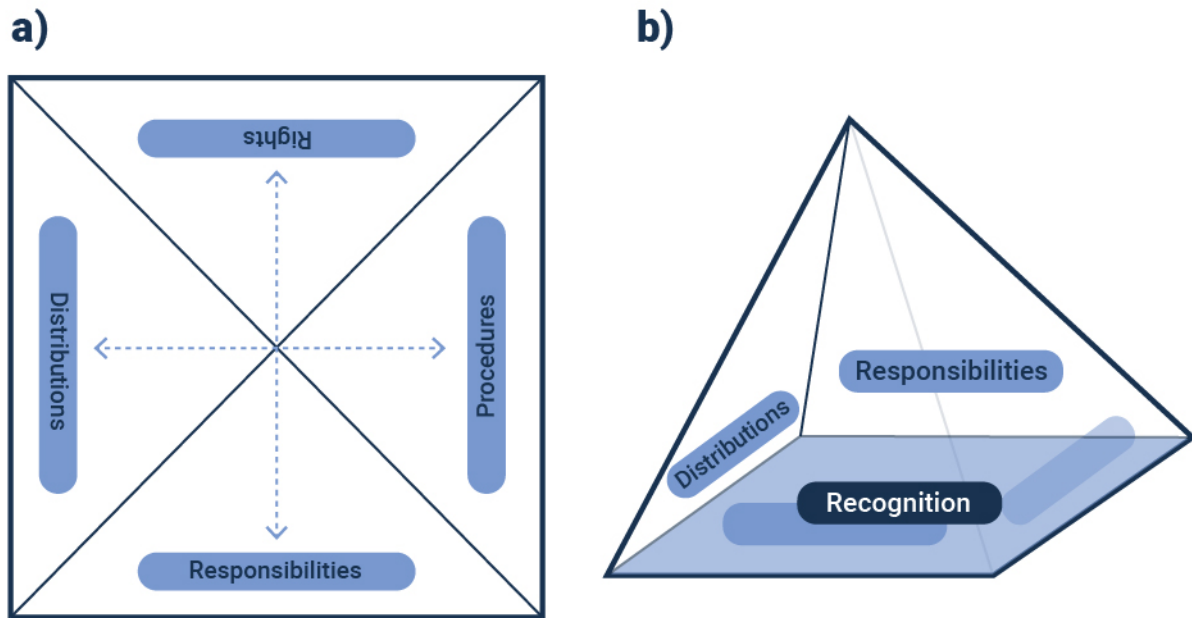 a)
b)
Rights
Distributions
Procedures
Responsibilities
Responsibilities
Distributions
Recognition